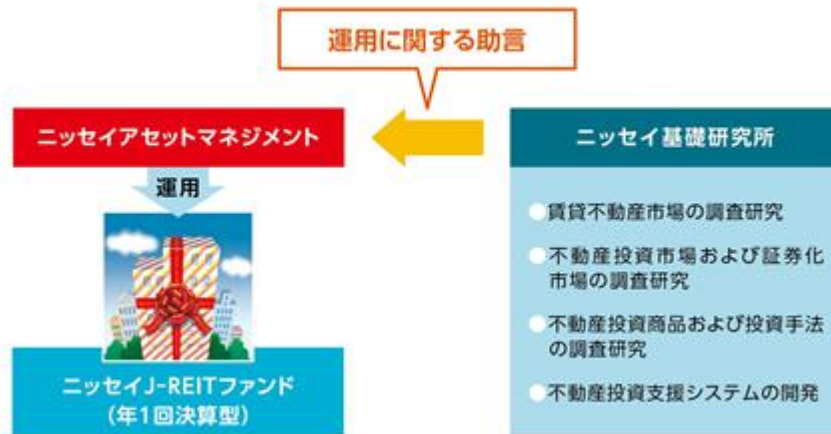 運用に関する助言
ニッセイアセットマネジメント
運用
ニッセイJ-REITファンド
(年1回決算型)
ニッセイ基礎研究所
賃貸不動産市場の調査研究
不動産投資市場および証券化
市場の調査研究
不動産投資商品および投資手法
の調査研究
不動産投資支援システムの開発